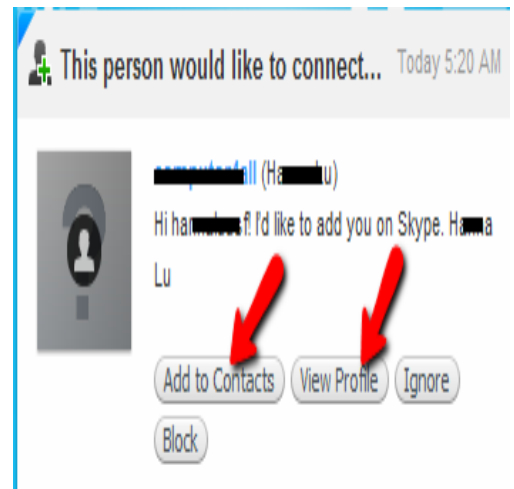 This person would like to connect... Today 5:20 AM
all
Hi I'd like to add you on Skype.
Lu
Add to Contacts View Profile Ignore
Block